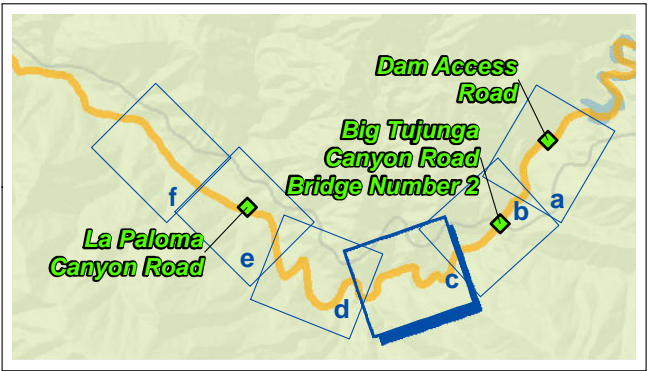 Dam Access
Road
Big Tujunga
Canyon Road
Bridge Number 2
a
b
f
La Paloma
Canyon Road
e
c
d